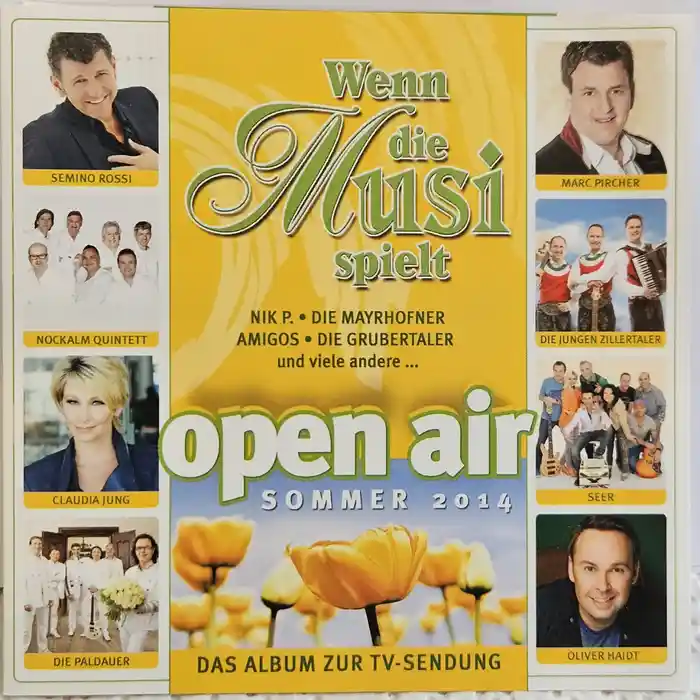 Wenn
die
Musi
spielt
NIK P. • DIE MAYRHOFNER
AMIGOS • DIE GRUBERTALER
und viele andere ...
open air
SOMMER 2014
DAS ALBUM ZUR TV-SENDUNG
SEMINO ROSSI
NOCKALM QUINTETT
CLAUDIA JUNG
DIE PALDAUER
MARC PIRCHER
DIE JUNGEN ZILLERTALER
SEER
OLIVER HAIDT